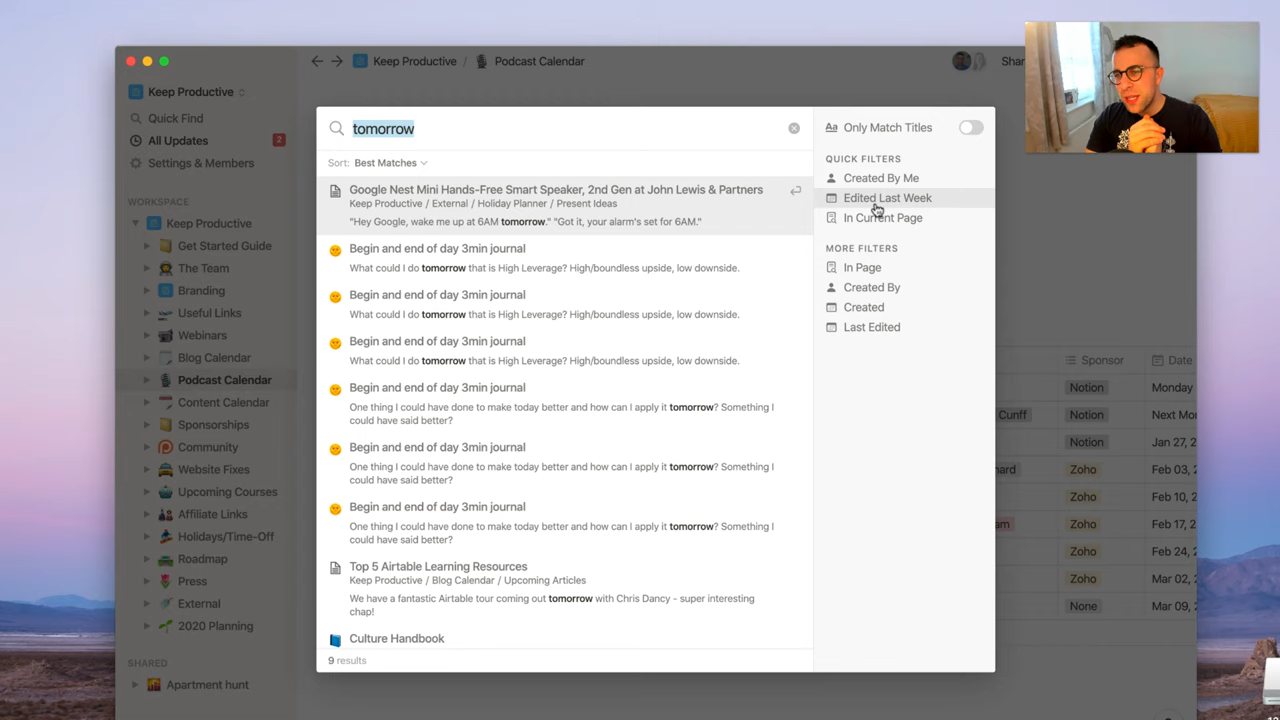 Keep Productive / Podcast Calendar
Shar
Keep Productive
Quick Find
All Updates 2
Settings & Members
WORKSPACE
Keep Productive
Get Started Guide
The Team
Branding
Useful Links
Webinars
Blog Calendar
Podcast Calendar
Content Calendar
Sponsorships
Community
Website Fixes
Upcoming Courses
Affiliate Links
Holidays/Time-Off
Roadmap
Press
External
2020 Planning
SHARED
Apartment hunt
tomorrow
Sort: Best Matches
Google Nest Mini Hands-Free Smart Speaker, 2nd Gen at John Lewis & Partners
Keep Productive / External / Holiday Planner / Present Ideas
"Hey Google, wake me up at 6AM tomorrow." "Got it, your alarm's set for 6AM."
Begin and end of day 3min journal
What could I do tomorrow that is High Leverage? High/boundless upside, low downside.
Begin and end of day 3min journal
What could I do tomorrow that is High Leverage? High/boundless upside, low downside.
Begin and end of day 3min journal
What could I do tomorrow that is High Leverage? High/boundless upside, low downside.
Begin and end of day 3min journal
One thing I could have done to make today better and how can I apply it tomorrow? Something I
could have said better?
Begin and end of day 3min journal
One thing I could have done to make today better and how can I apply it tomorrow? Something I
could have said better?
Begin and end of day 3min journal
One thing I could have done to make today better and how can I apply it tomorrow? Something I
could have said better?
Top 5 Airtable Learning Resources
Keep Productive / Blog Calendar / Upcoming Articles
We have a fantastic Airtable tour coming out tomorrow with Chris Dancy - super interesting
chap!
Culture Handbook
9 results
Aa Only Match Titles
QUICK FILTERS
Created By Me
Edited Last Week
In Current Page
MORE FILTERS
In Page
Created By
Created
Last Edited
Sponsor Date
Notion Monday
Cunff Notion Next Mo
Notion Jan 27, 2
ard Zoho Feb 03,
Zoho Feb 10,
am Zoho Feb 17, 2
Zoho Feb 24,
Zoho Mar 02,
None Mar 09,